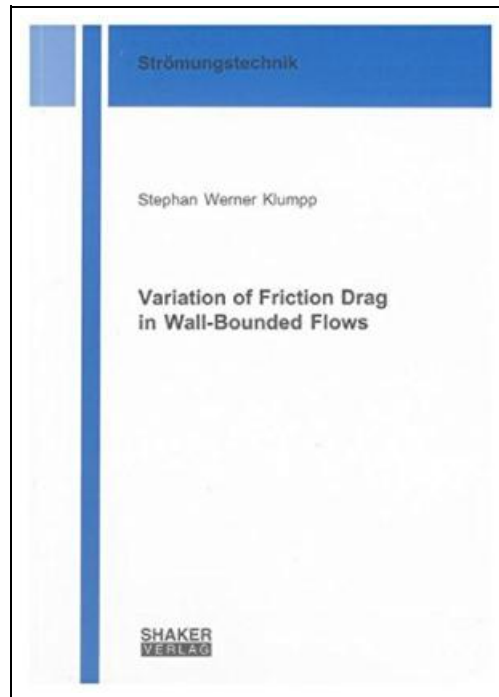 Strömungstechnik
Stephan Werner Klumpp
Variation of Friction Drag
in Wall-Bounded Flows
SHAKER
VERLAG